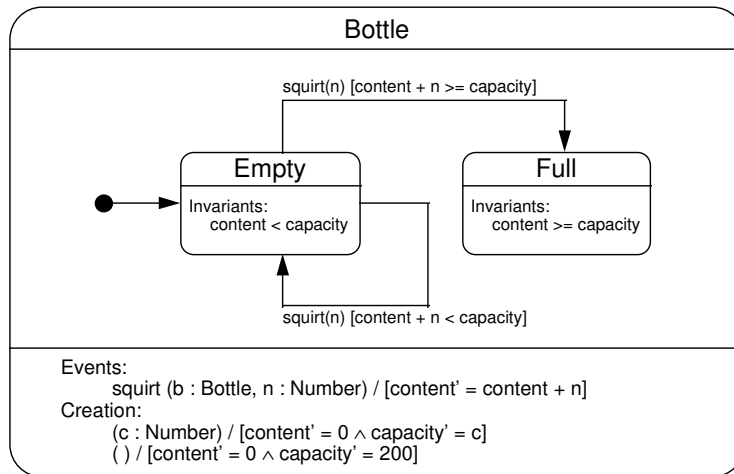 Bottle
squirt(n) [content + n >= capacity]
Empty
Invariants:
content < capacity
Full
Invariants:
content >= capacity
squirt(n) [content + n < capacity]
Events:
squirt (b : Bottle, n : Number) / [content' = content + n]
Creation:
(c : Number) / [content' = 0 ∧ capacity' = c]
( ) / [content' = 0 ∧ capacity' = 200]